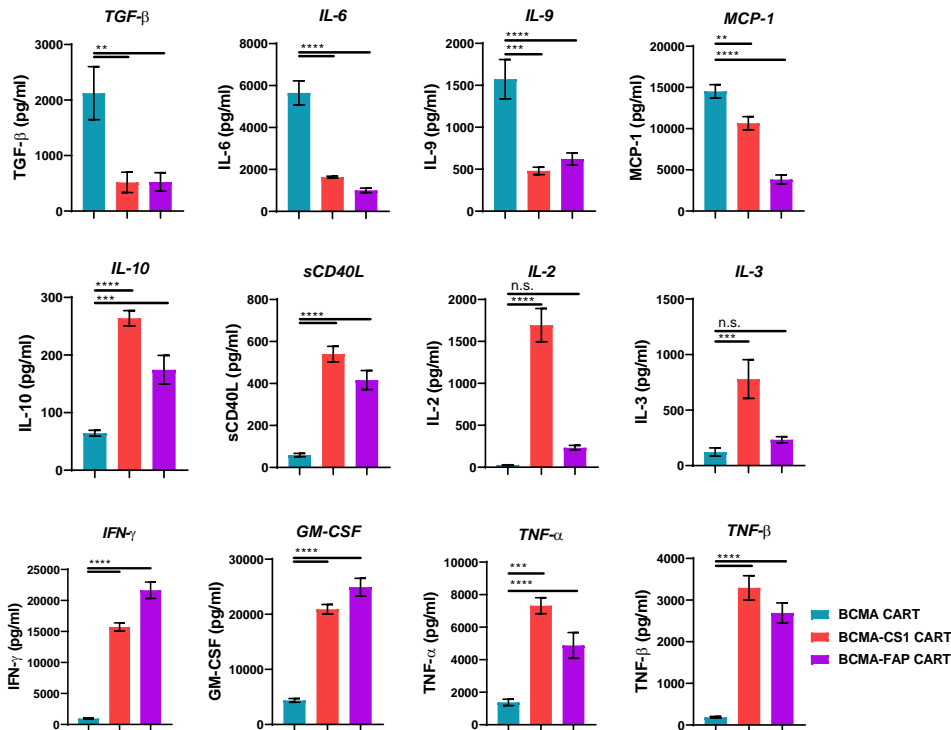 TGF-β
**
3000
2000
1000
0
TGF-β (pg/ml)
IL-6
****
8000
6000
4000
2000
0
IL-6 (pg/ml)
IL-9
****
***
2000
1500
1000
500
0
IL-9 (pg/ml)
MCP-1
**
****
20000
15000
10000
5000
0
MCP-1 (pg/ml)
IL-10
****
***
300
200
100
0
IL-10 (pg/ml)
sCD40L
****
800
600
400
200
0
sCD40L (pg/ml)
IL-2
n.s.
****
2000
1500
1000
500
0
IL-2 (pg/ml)
IL-3
n.s.
***
1500
1000
500
0
IL-3 (pg/ml)
IFN-γ
****
25000
20000
15000
10000
5000
0
IFN-γ (pg/ml)
GM-CSF
****
30000
20000
10000
0
GM-CSF (pg/ml)
TNF-α
***
****
10000
8000
6000
4000
2000
0
TNF-α (pg/ml)
TNF-β
****
4000
3000
2000
1000
0
TNF-β (pg/ml)
BCMA CART
BCMA-CS1 CART
BCMA-FAP CART